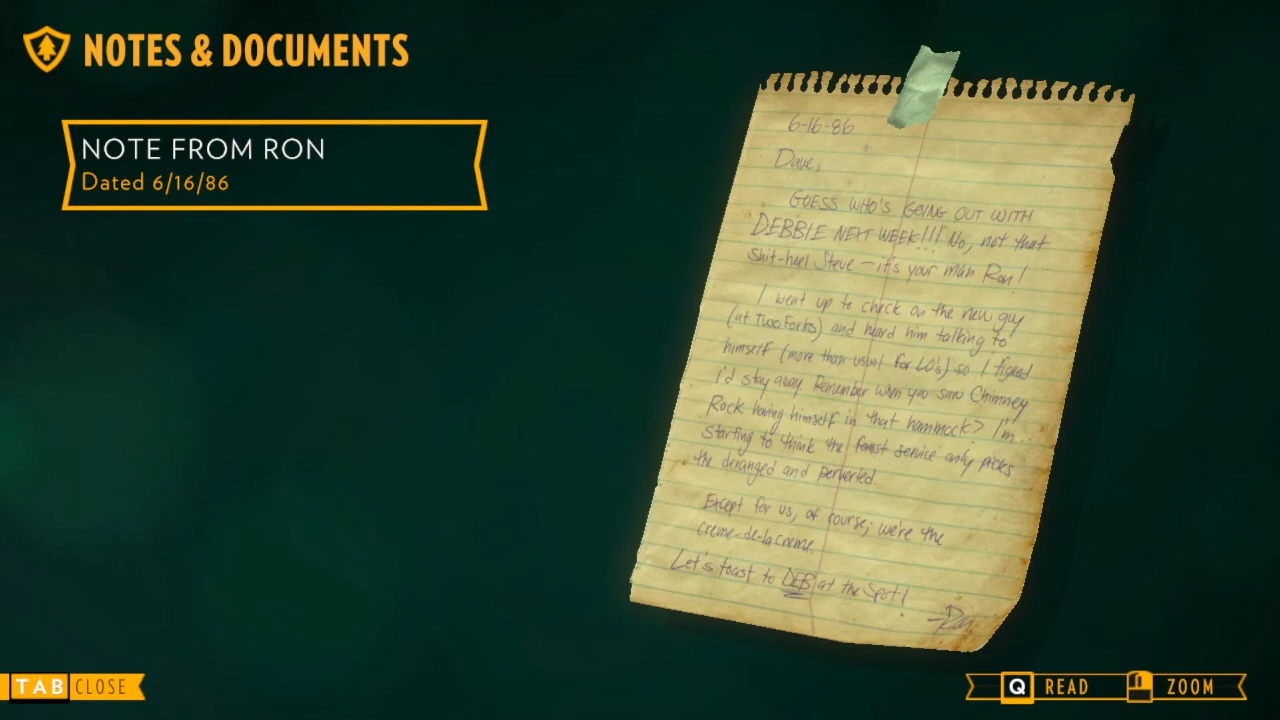 NOTES & DOCUMENTS
NOTE FROM RON
Dated 6/16/86
6-16-86
Dave,
GUESS WHO'S GOING OUT WITH
DEBBIE NEXT WEEK!!! No, not that
shit-heel Steve - it's your man Ron!
I went up to check on the new guy
(at Two Forks) and heard him talking to
himself (more than usual for LO's) so I figured
I'd stay away. Remember when you saw Chimney
Rock having himself in that hammock? I'm
starting to think the forest service only picks
the deranged and perverted.
Except for us, of course; we're the
creme-de-la creme.
Let's toast to DEB at the spot!
-Ron
TAB CLOSE
Q READ
ZOOM